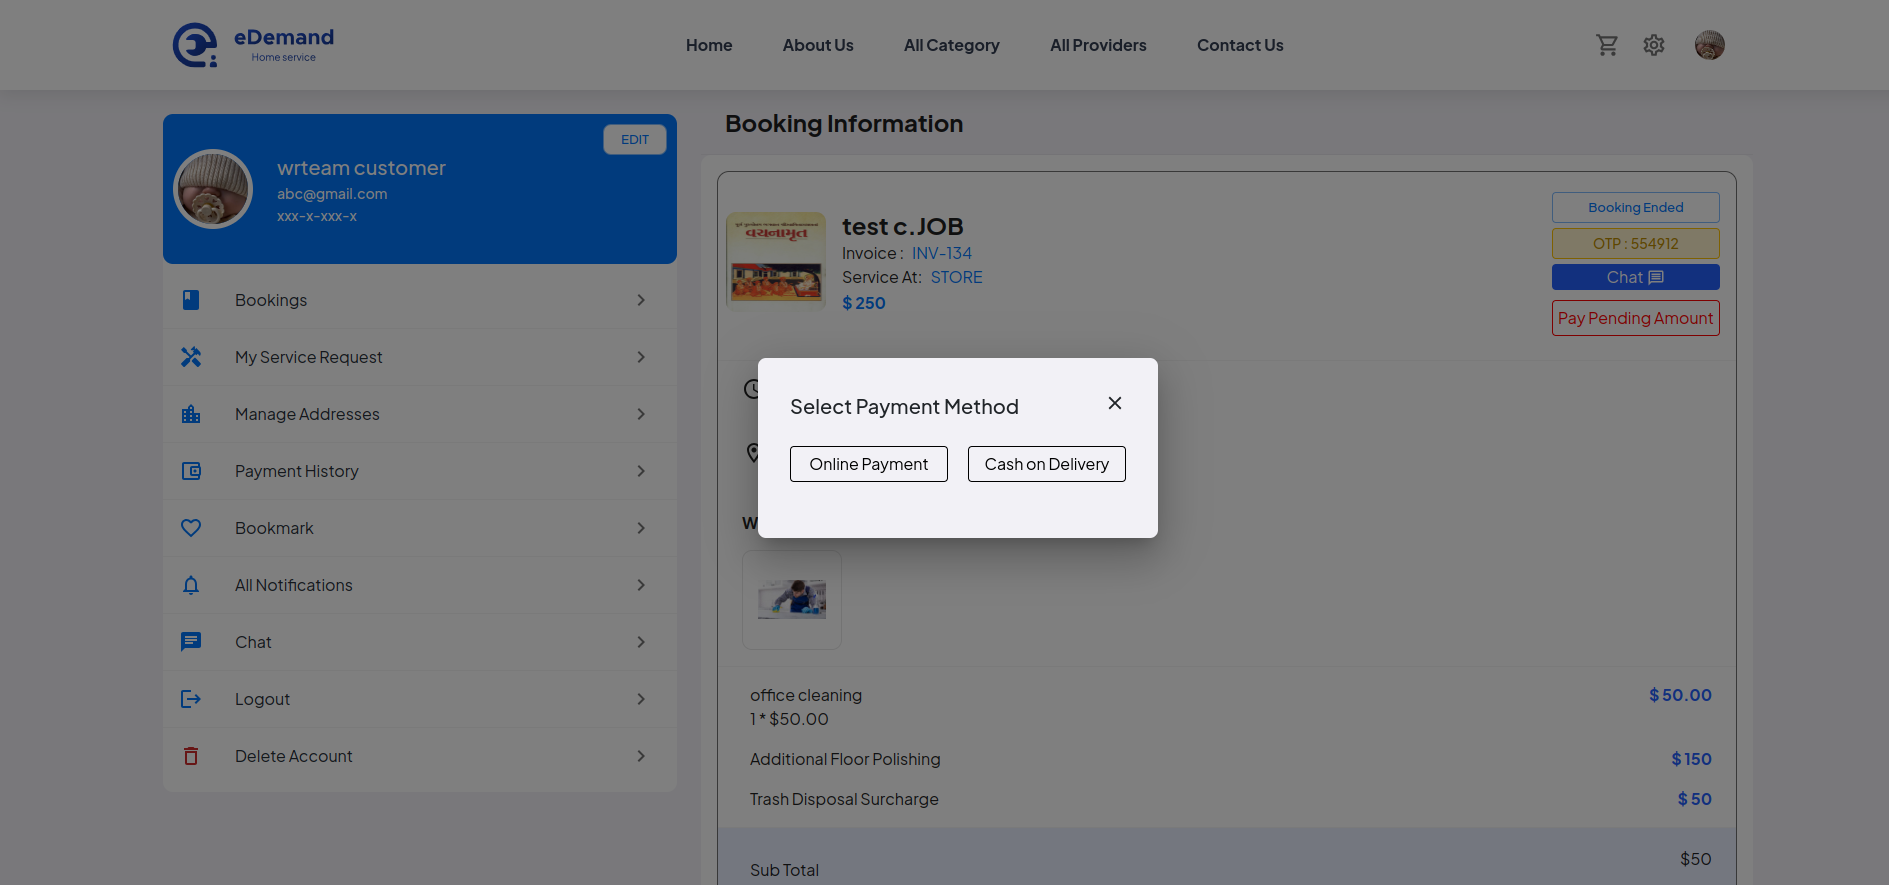 eDemand
Home service
Home
About Us
All Category
All Providers
Contact Us
EDIT
wrteam customer
abc@gmail.com
xxx-x-xxx-x
Bookings
My Service Request
Manage Addresses
Payment History
Bookmark
All Notifications
Chat
Logout
Delete Account
Booking Information
વચનામૃત
test c.JOB
Invoice : INV-134
Service At: STORE
$ 250
Booking Ended
OTP : 554912
Chat
Pay Pending Amount
Select Payment Method
Online Payment
Cash on Delivery
office cleaning
$ 50.00
1 * $50.00
Additional Floor Polishing
$ 150
Trash Disposal Surcharge
$ 50
Sub Total
$50